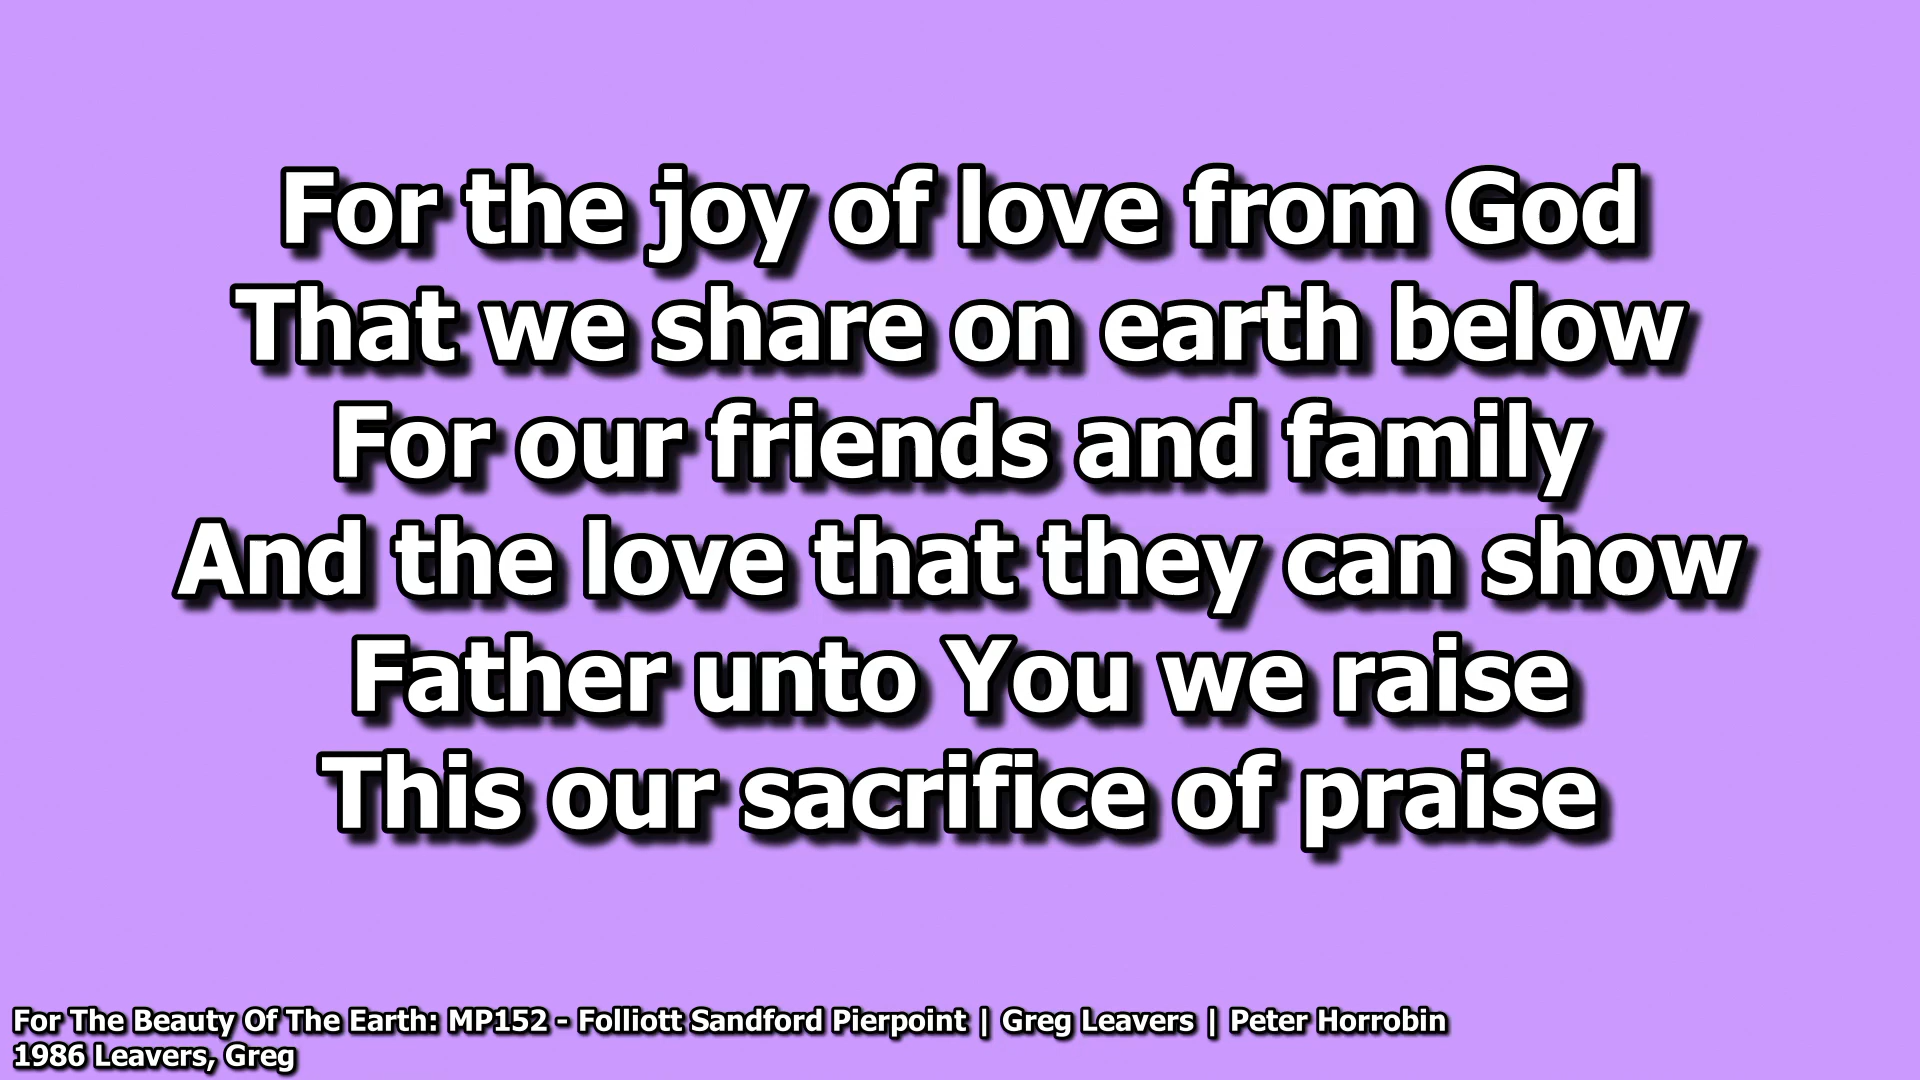 For the joy of love from God
That we share on earth below
For our friends and family
And the love that they can show
Father unto You we raise
This our sacrifice of praise
For The Beauty Of The Earth: MP152 - Folliott Sandford Pierpoint | Greg Leavers | Peter Horrobin
1986 Leavers, Greg